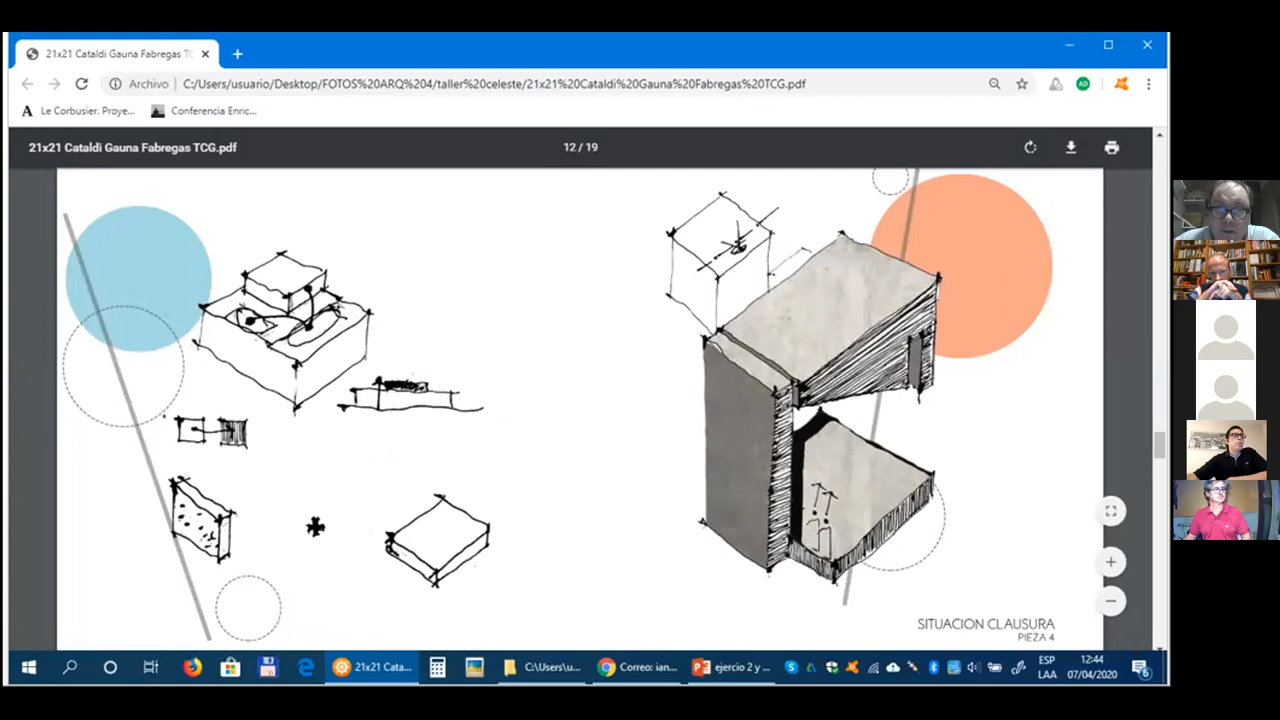 21x21 Cataldi Gauna Fabregas TC
Archivo
C:/Users/usuario/Desktop/FOTOS%20ARQ%204/taller%20celeste/21x21%20Cataldi%20Gauna%20Fabregas%20TCG.pdf
A Le Corbusier. Proye...
Conferencia Enric...
21x21 Cataldi Gauna Fabregas TCG.pdf
12 / 19
SITUACION CLAUSURA
PIEZA 4
21x21 Cata...
C:\Users\u...
Correo: ian...
ejercio 2 y ...
ESP
LAA
12:44
07/04/2020
6